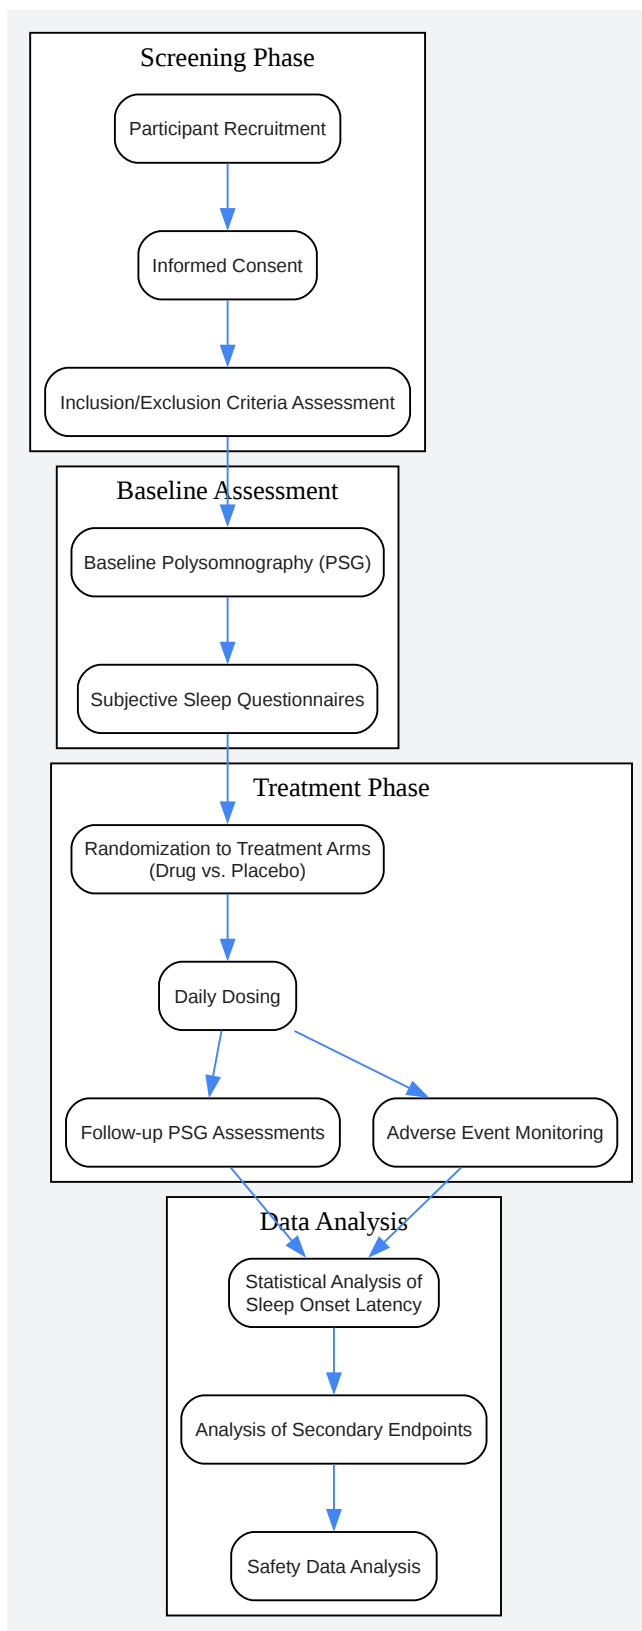 Screening Phase
Participant Recruitment
Informed Consent
Inclusion/Exclusion Criteria Assessment
Baseline Assessment
Baseline Polysomnography (PSG)
Subjective Sleep Questionnaires
Treatment Phase
Randomization to Treatment Arms
(Drug vs. Placebo)
Daily Dosing
Follow-up PSG Assessments
Adverse Event Monitoring
Data Analysis
Statistical Analysis of
Sleep Onset Latency
Analysis of Secondary Endpoints
Safety Data Analysis